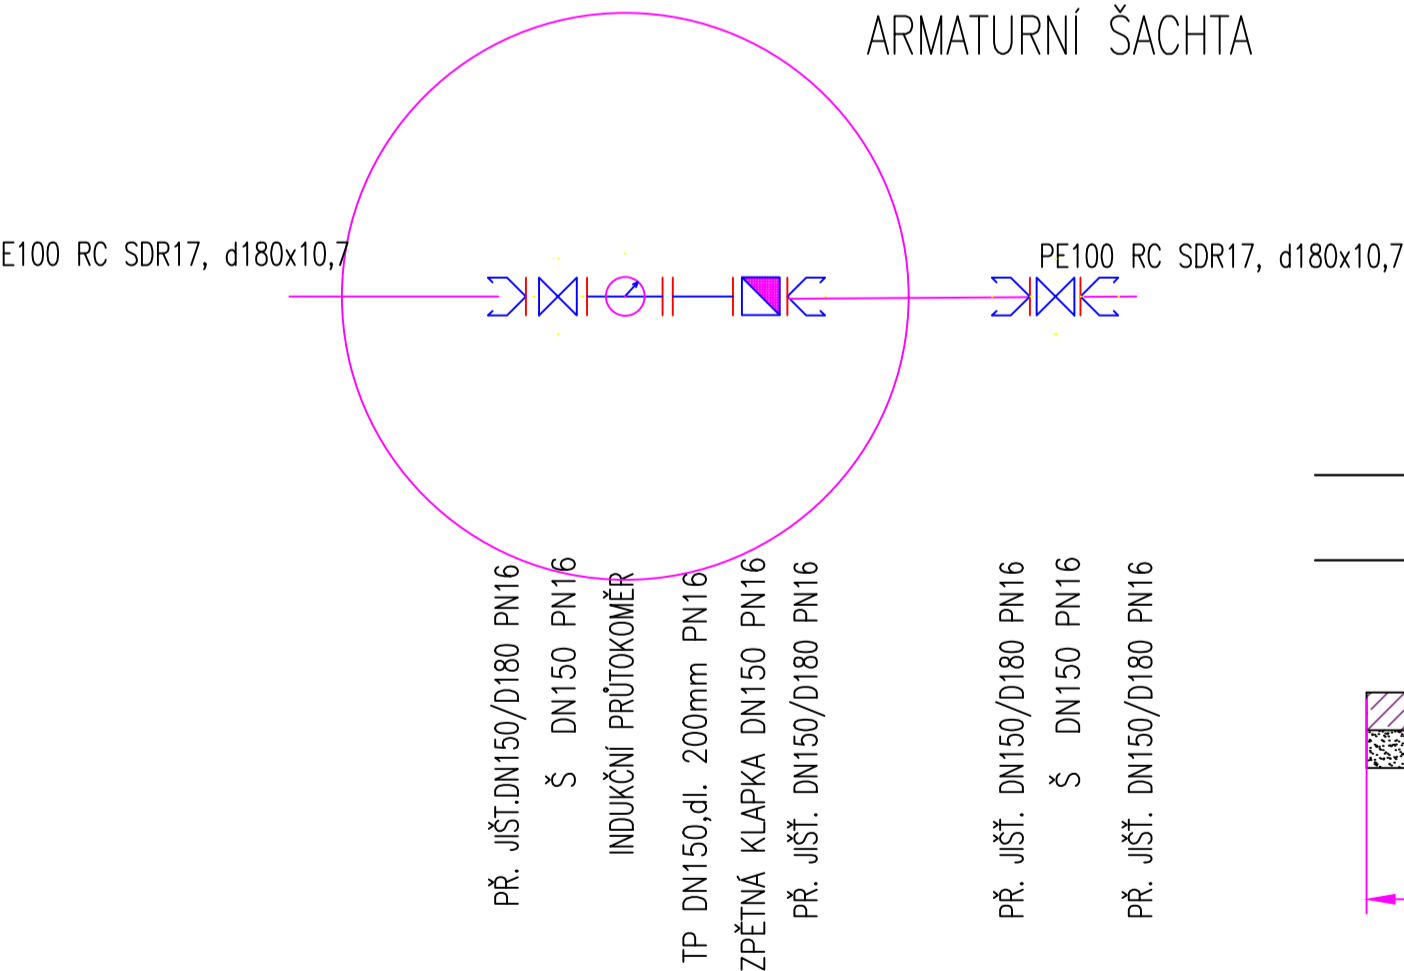 ARMATURNÍ ŠACHTA
E100 RC SDR17, d180x10,7
PE100 RC SDR17, d180x10,7
PŘ. JIŠT.DN150/D180 PN16
Š DN150 PN16
INDUKČNÍ PRŮTOKOMĚR
TP DN150,dl. 200mm PN16
ZPĚTNÁ KLAPKA DN150 PN16
PŘ. JIŠŤ. DN150/D180 PN16
PŘ. JIŠŤ. DN150/D180 PN16
Š DN150 PN16
PŘ. JIŠŤ. DN150/D180 PN16